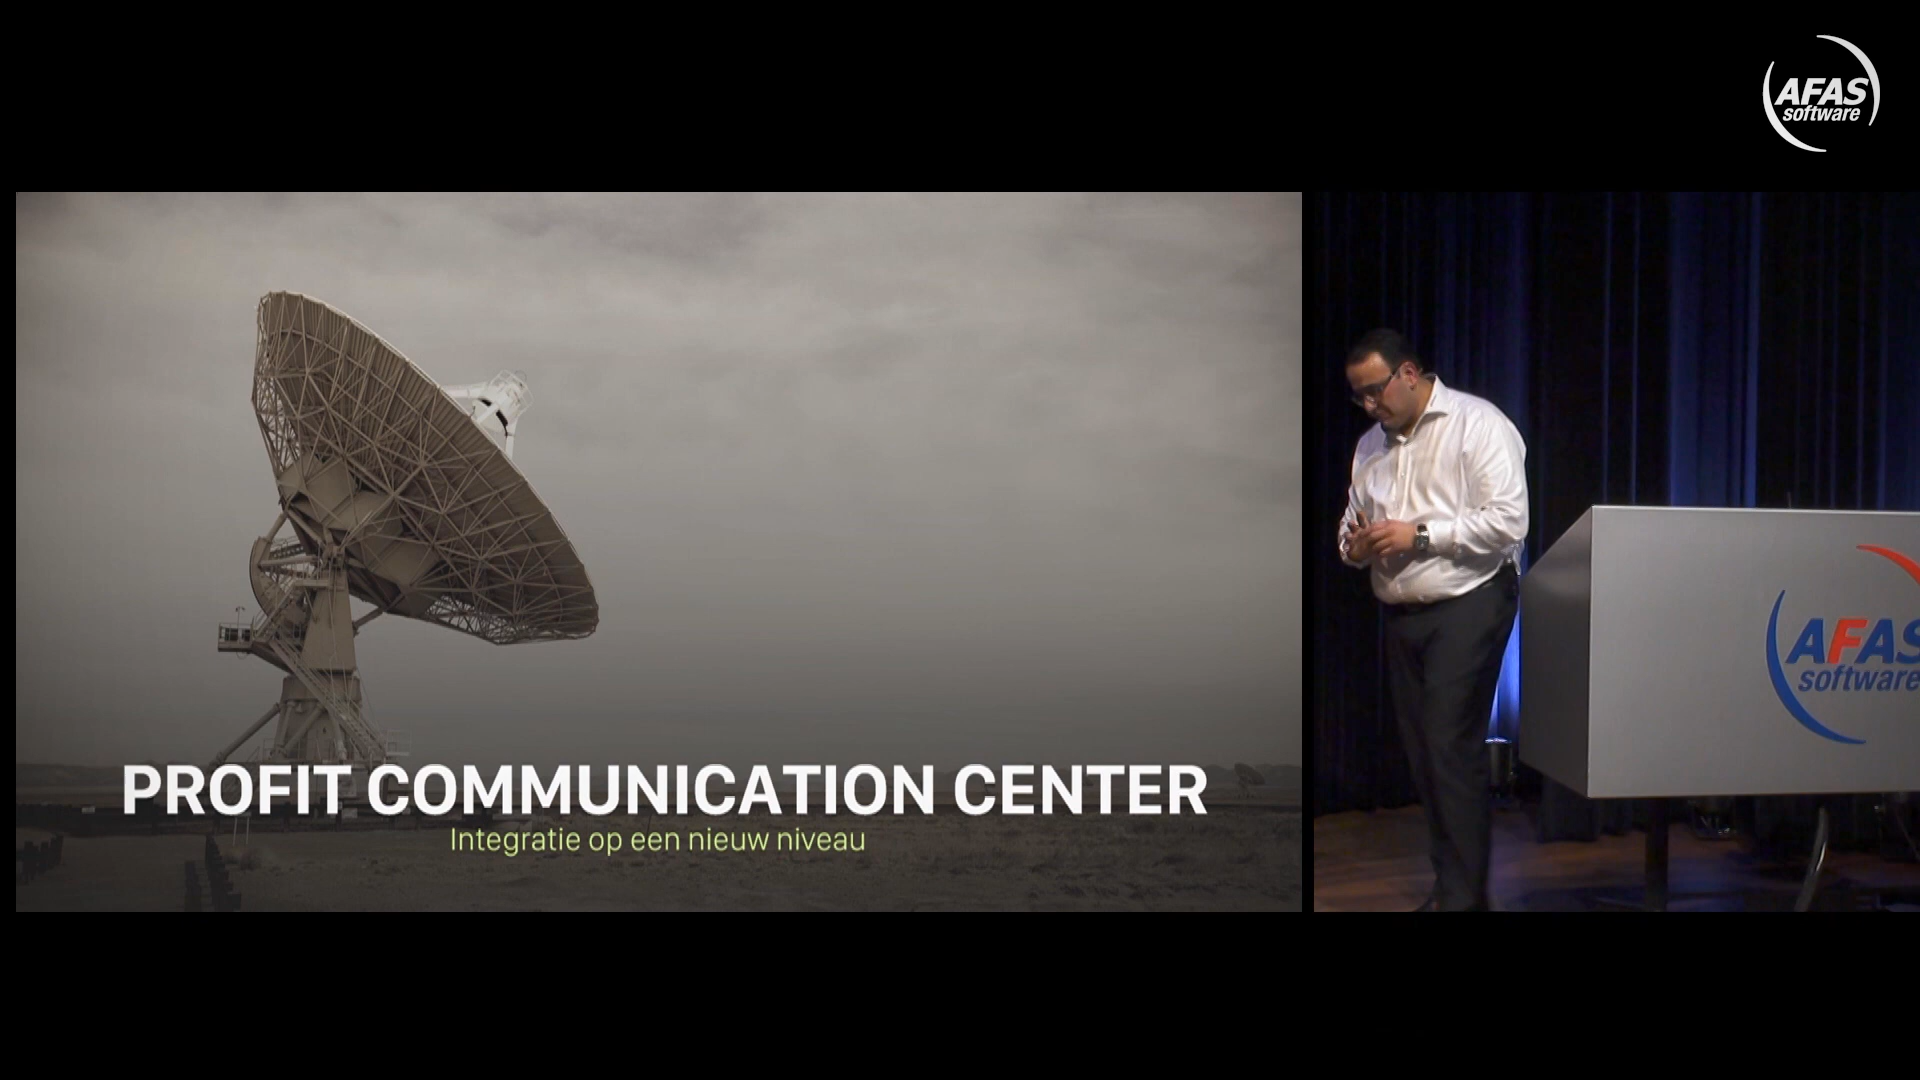 AFAS
software
PROFIT COMMUNICATION CENTER
Integratie op een nieuw niveau
AFAS
software